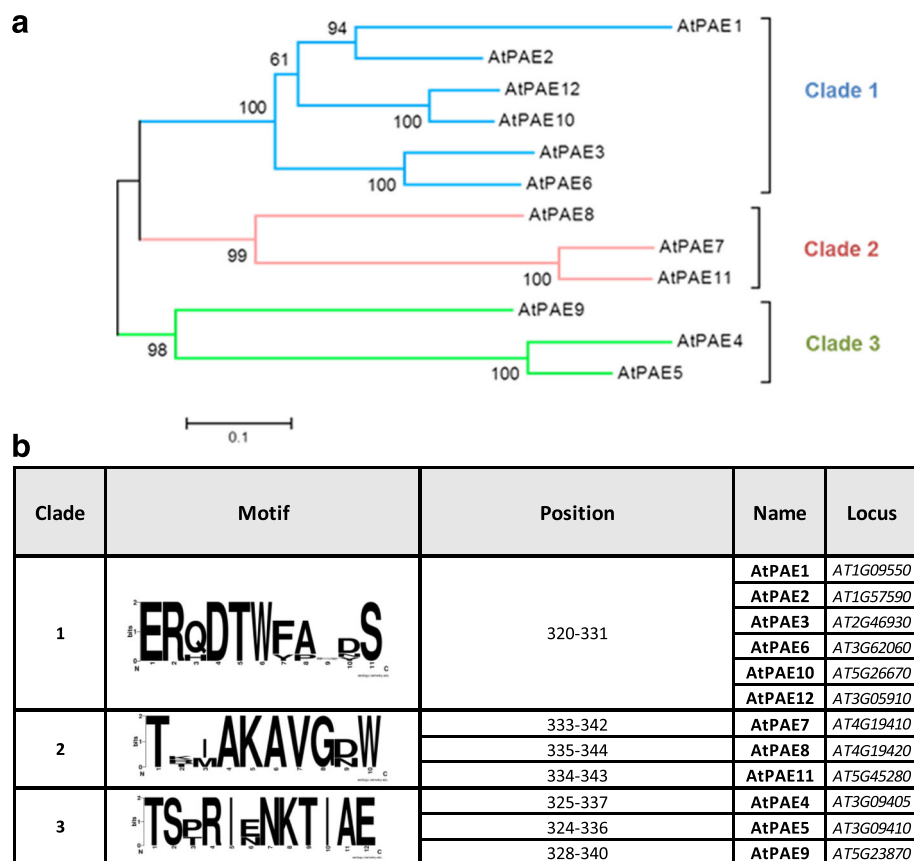 a
94
AtPAE1
61
AtPAE2
AtPAE12
Clade 1
100
100
AtPAE10
AtPAE3
100
AtPAE6
AtPAE8
99
AtPAE7
Clade 2
100
AtPAE11
AtPAE9
98
AtPAE4
Clade 3
100
AtPAE5
0.1
b
Clade Motif Position Name Locus
1
ERQDTWFA DS
320-331
AtPAE1 AT1G09550
AtPAE2 AT1G57590
AtPAE3 AT2G46930
AtPAE6 AT3G62060
AtPAE10 AT5G26670
AtPAE12 AT3G05910
2
333-342 AtPAE7 AT4G19410
335-344 AtPAE8 AT4G19420
334-343 AtPAE11 AT5G45280
3
325-337 AtPAE4 AT3G09405
324-336 AtPAE5 AT3G09410
328-340 AtPAE9 AT5G23870